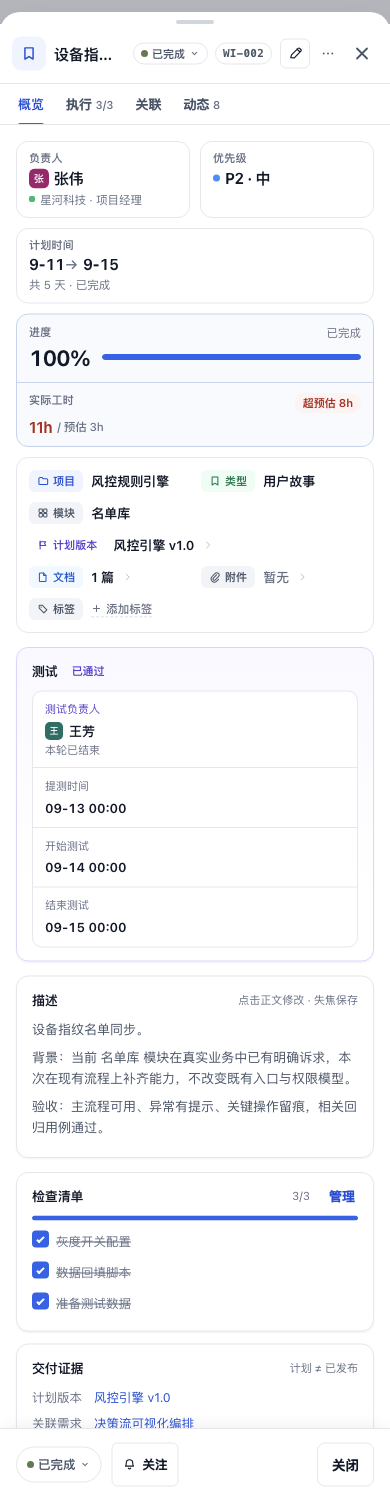 设备指... 已完成 WI-002 ...
概览 执行 3/3 关联 动态 8
负责人
张 张伟
星河科技 · 项目经理
优先级
P2 · 中
计划时间
9-11→ 9-15
共 5 天 · 已完成
进度 已完成
100%
实际工时 超预估 8h
11h / 预估 3h
项目 风控规则引擎 类型 用户故事
模块 名单库
计划版本 风控引擎 v1.0
文档 1 篇 附件 暂无
标签 + 添加标签
测试 已通过
测试负责人
王 王芳
本轮已结束
提测时间
09-13 00:00
开始测试
09-14 00:00
结束测试
09-15 00:00
描述 点击正文修改 · 失焦保存
设备指纹名单同步。
背景：当前 名单库 模块在真实业务中已有明确诉求，本
次在现有流程上补齐能力，不改变既有入口与权限模型。
验收：主流程可用、异常有提示、关键操作留痕，相关回
归用例通过。
检查清单 3/3 管理
灰度开关配置
数据回填脚本
准备测试数据
交付证据 计划 ≠ 已发布
计划版本 风控引擎 v1.0
关联需求 决策流可视化编排
已完成 关注 关闭